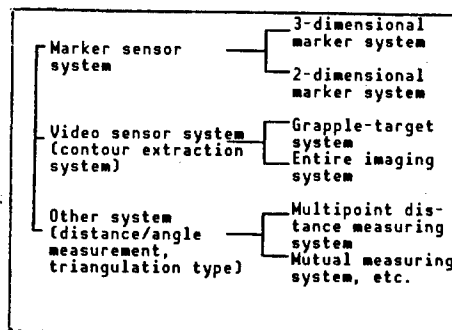 Marker sensor
system
3-dimensional
marker system
2-dimensional
marker system
Video sensor system
(contour extraction
system)
Grapple-target
system
Entire imaging
system
Other system
(distance/angle
measurement,
triangulation type)
Multipoint dis-
tance measuring
system
Mutual measuring
system, etc.